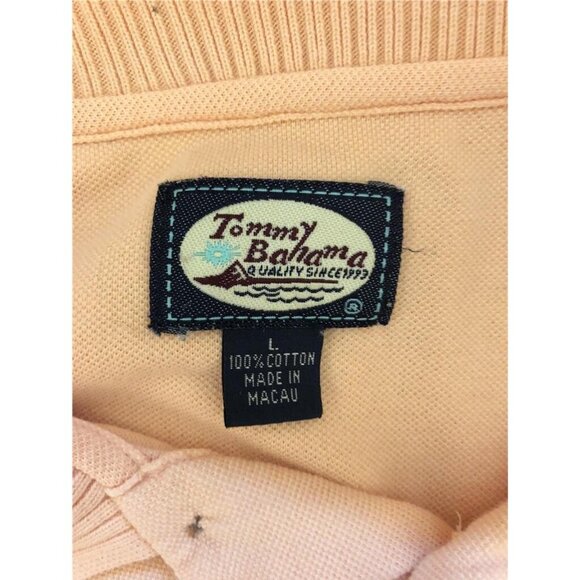 Tommy
Bahama
QUALITY SINCE 1993
®
L
100% COTTON
MADE IN
MACAU